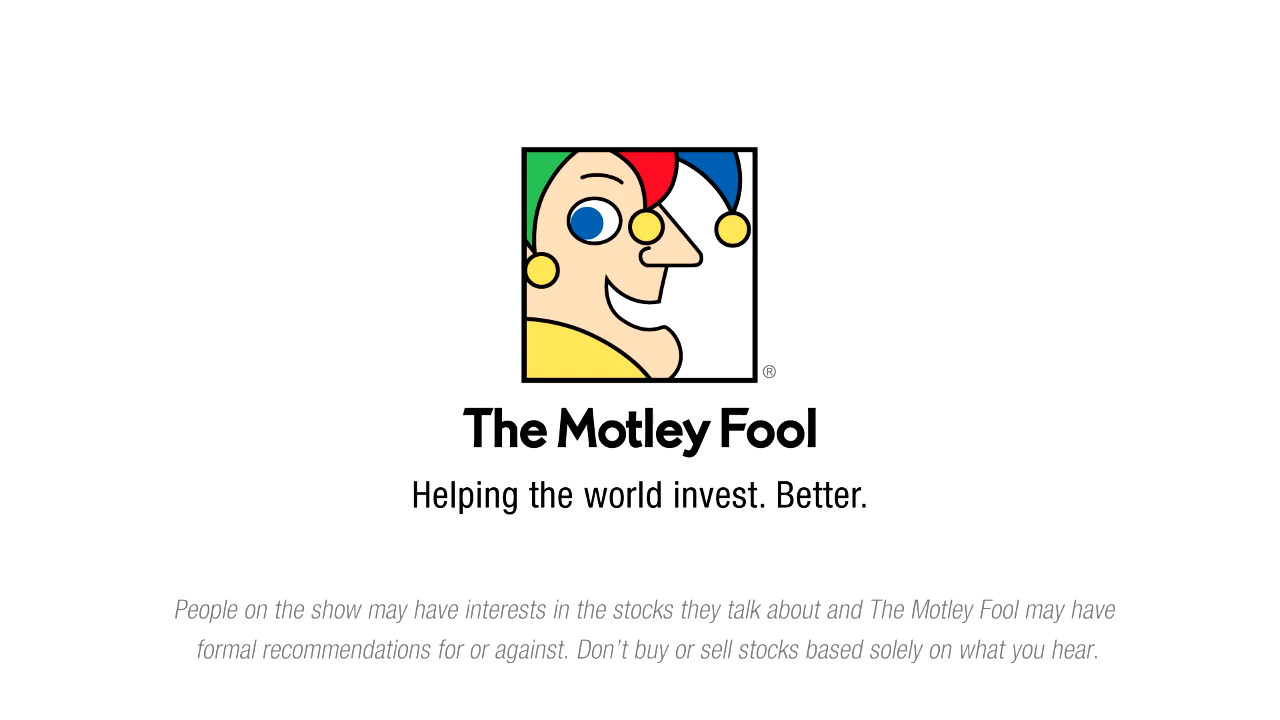 ®
The Motley Fool
Helping the world invest. Better.
People on the show may have interests in the stocks they talk about and The Motley Fool may have
formal recommendations for or against. Don’t buy or sell stocks based solely on what you hear.